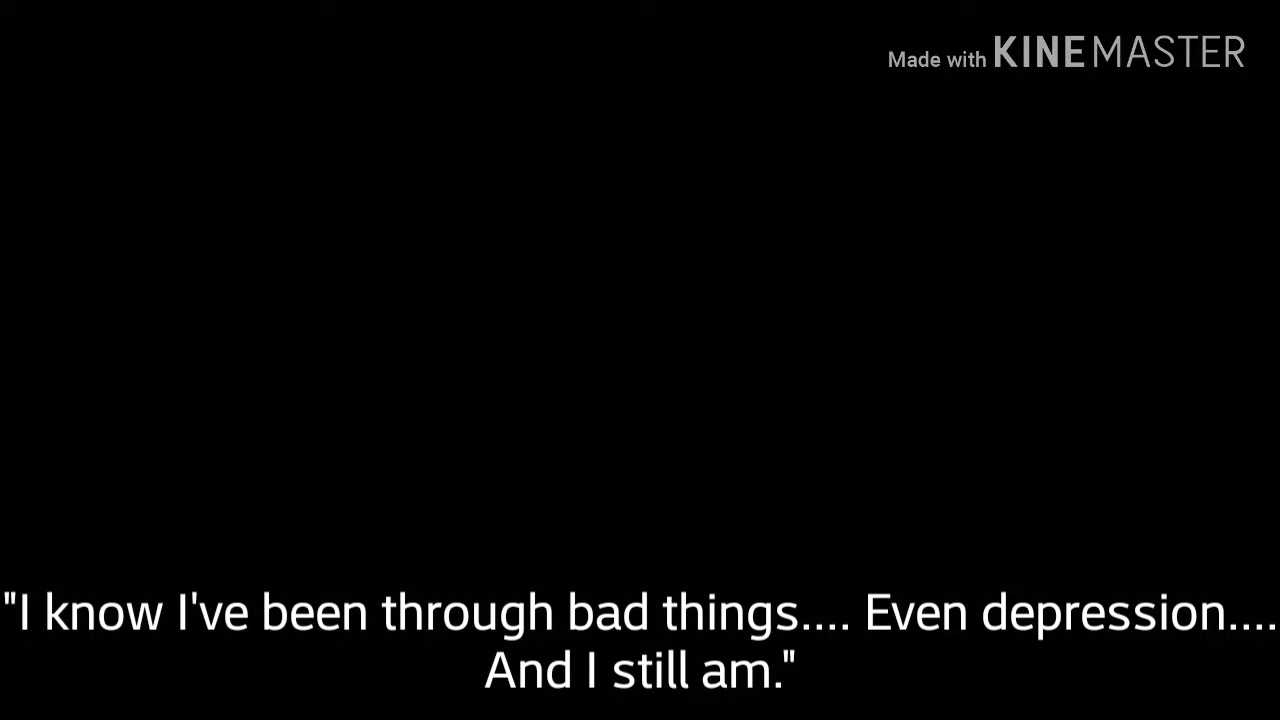 Made with KINEMASTER
"I know I've been through bad things.... Even depression....
And I still am."